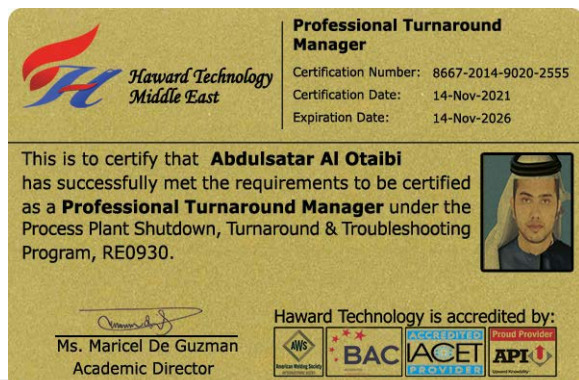 Haward Technology
Middle East
Professional Turnaround
Manager
Certification Number: 8667-2014-9020-2555
Certification Date: 14-Nov-2021
Expiration Date: 14-Nov-2026
This is to certify that Abdulsatar Al Otaibi
has successfully met the requirements to be certified
as a Professional Turnaround Manager under the
Process Plant Shutdown, Turnaround & Troubleshooting
Program, RE0930.
Ms. Maricel De Guzman
Academic Director
Haward Technology is accredited by:
AWS
American Welding Society
BAC
ACCREDITED
IACET
PROVIDER
Proud Provider
API U